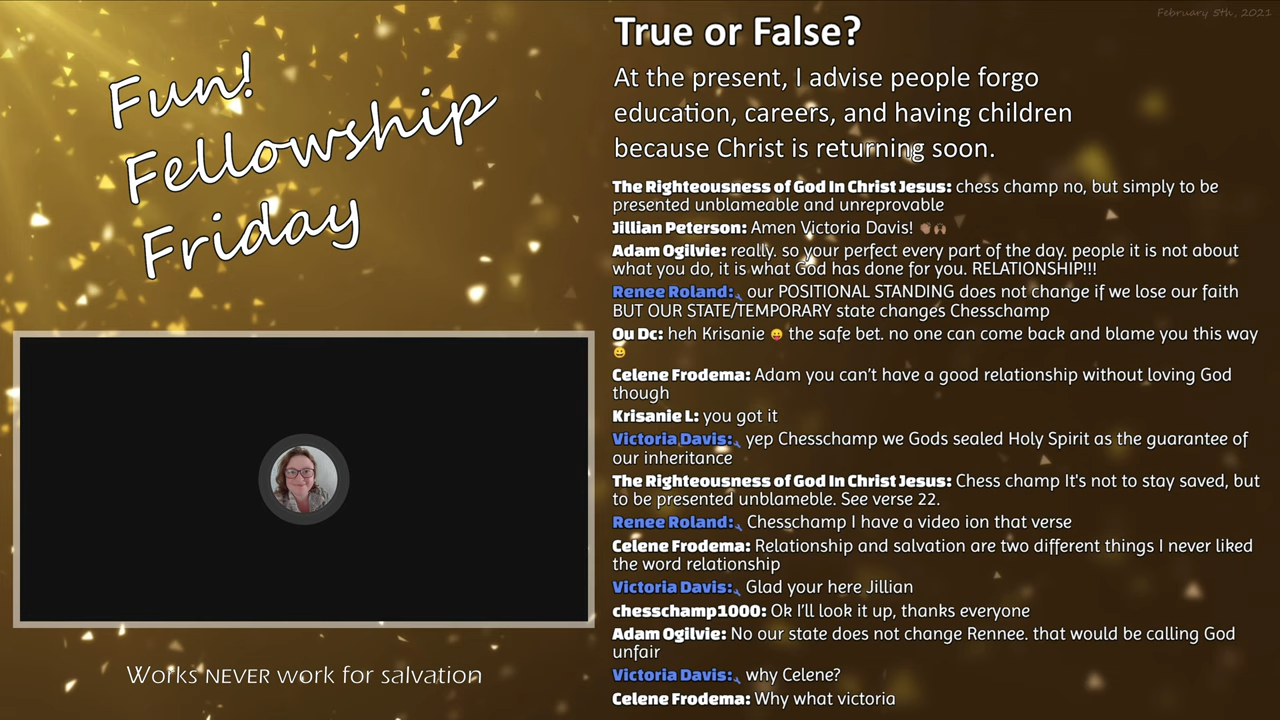 Fun!
Fellowship
Friday
Works NEVER work for salvation
February 5th, 2021
True or False?
At the present, I advise people forgo
education, careers, and having children
because Christ is returning soon.
The Righteousness of God In Christ Jesus: chess champ no, but simply to be
presented unblameable and unreprovable
Jillian Peterson: Amen Victoria Davis! 👏🏽🙌🏽
Adam Ogilvie: really. so your perfect every part of the day. people it is not about
what you do, it is what God has done for you. RELATIONSHIP!!!
Renee Roland: our POSITIONAL STANDING does not change if we lose our faith
BUT OUR STATE/TEMPORARY state changes Chesschamp
Ou Dc: heh Krisanie 😛 the safe bet. no one can come back and blame you this way
😀
Celene Frodema: Adam you can't have a good relationship without loving God
though
Krisanie L: you got it
Victoria Davis: yep Chesschamp we Gods sealed Holy Spirit as the guarantee of
our inheritance
The Righteousness of God In Christ Jesus: Chess champ It's not to stay saved, but
to be presented unblameble. See verse 22.
Renee Roland: Chesschamp I have a video ion that verse
Celene Frodema: Relationship and salvation are two different things I never liked
the word relationship
Victoria Davis: Glad your here Jillian
chesschamp1000: Ok I'll look it up, thanks everyone
Adam Ogilvie: No our state does not change Rennee. that would be calling God
unfair
Victoria Davis: why Celene?
Celene Frodema: Why what victoria